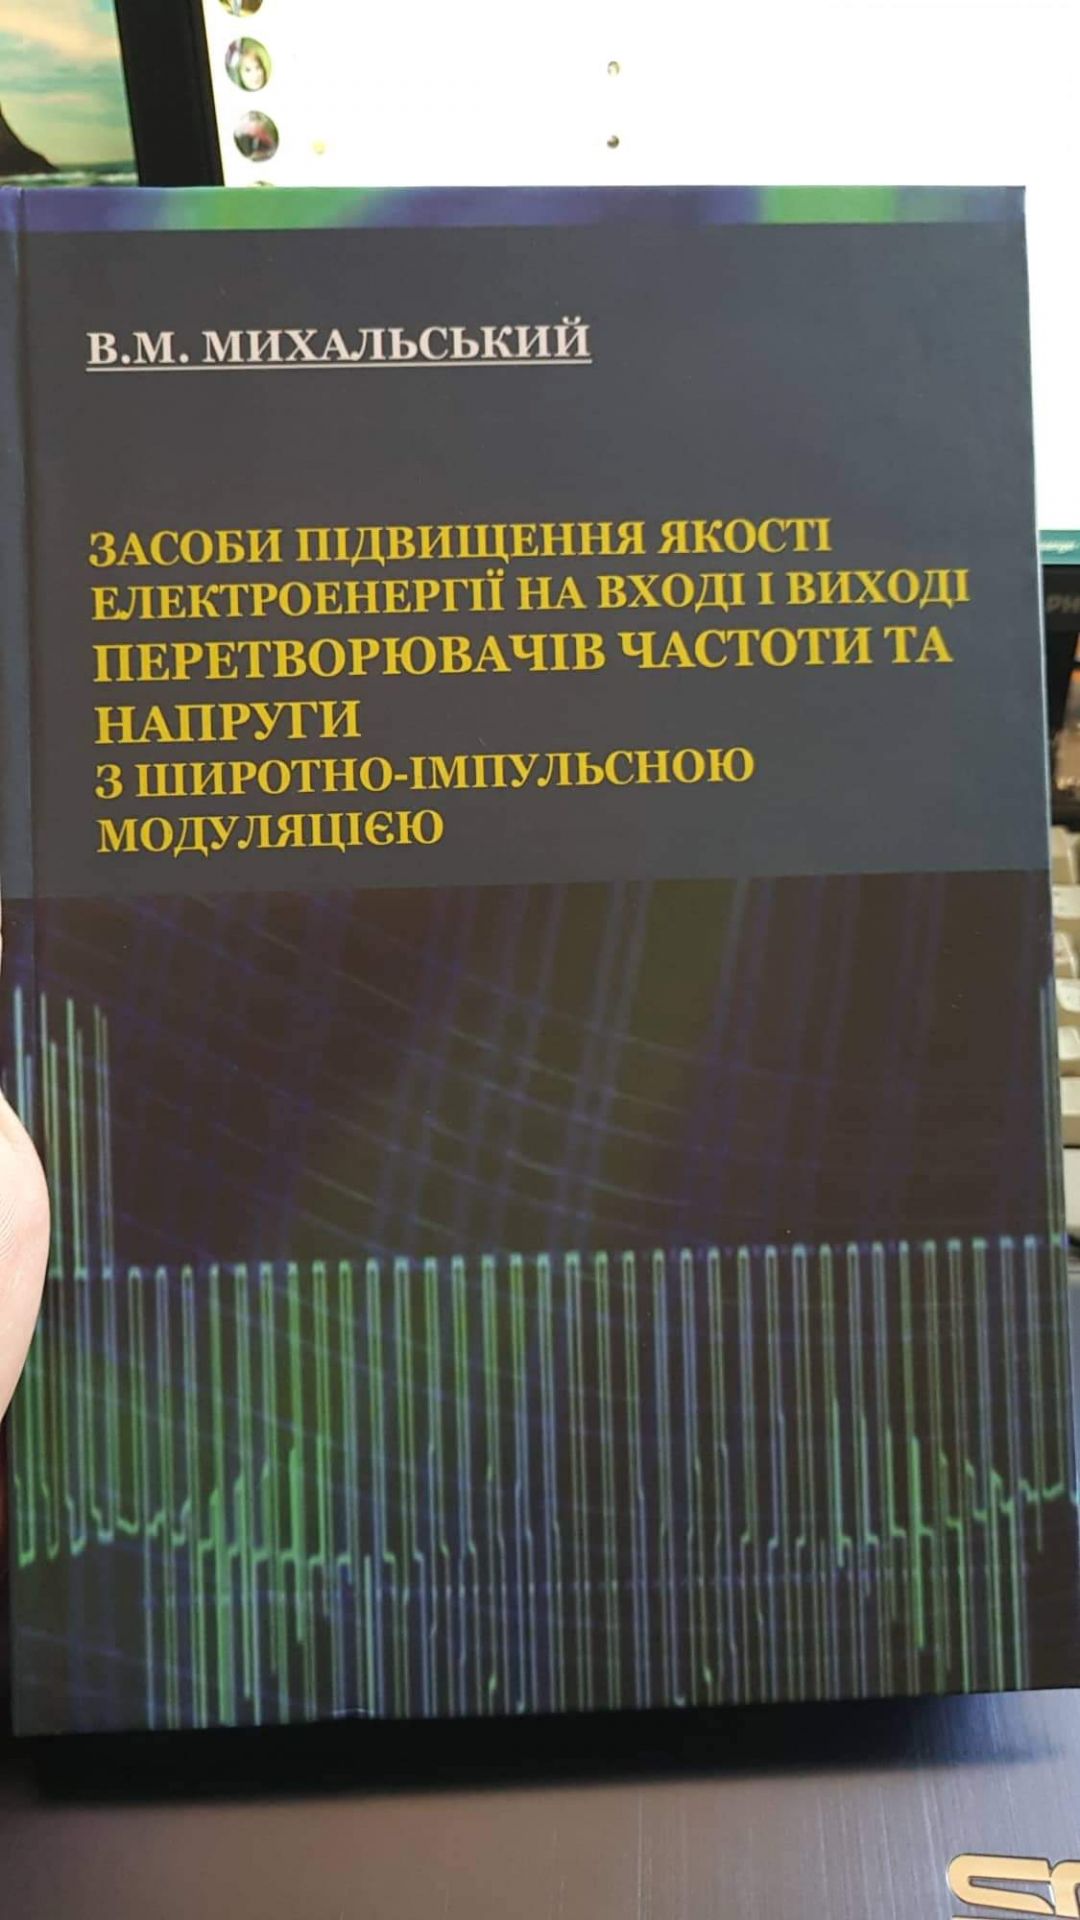 В.М. МИХАЛЬСЬКИЙ
ЗАСОБИ ПІДВИЩЕННЯ ЯКОСТІ
ЕЛЕКТРОЕНЕРГІЇ НА ВХОДІ І ВИХОДІ
ПЕРЕТВОРЮВАЧІВ ЧАСТОТИ ТА
НАПРУГИ
З ШИРОТНО-ІМПУЛЬСНОЮ
МОДУЛЯЦІЄЮ